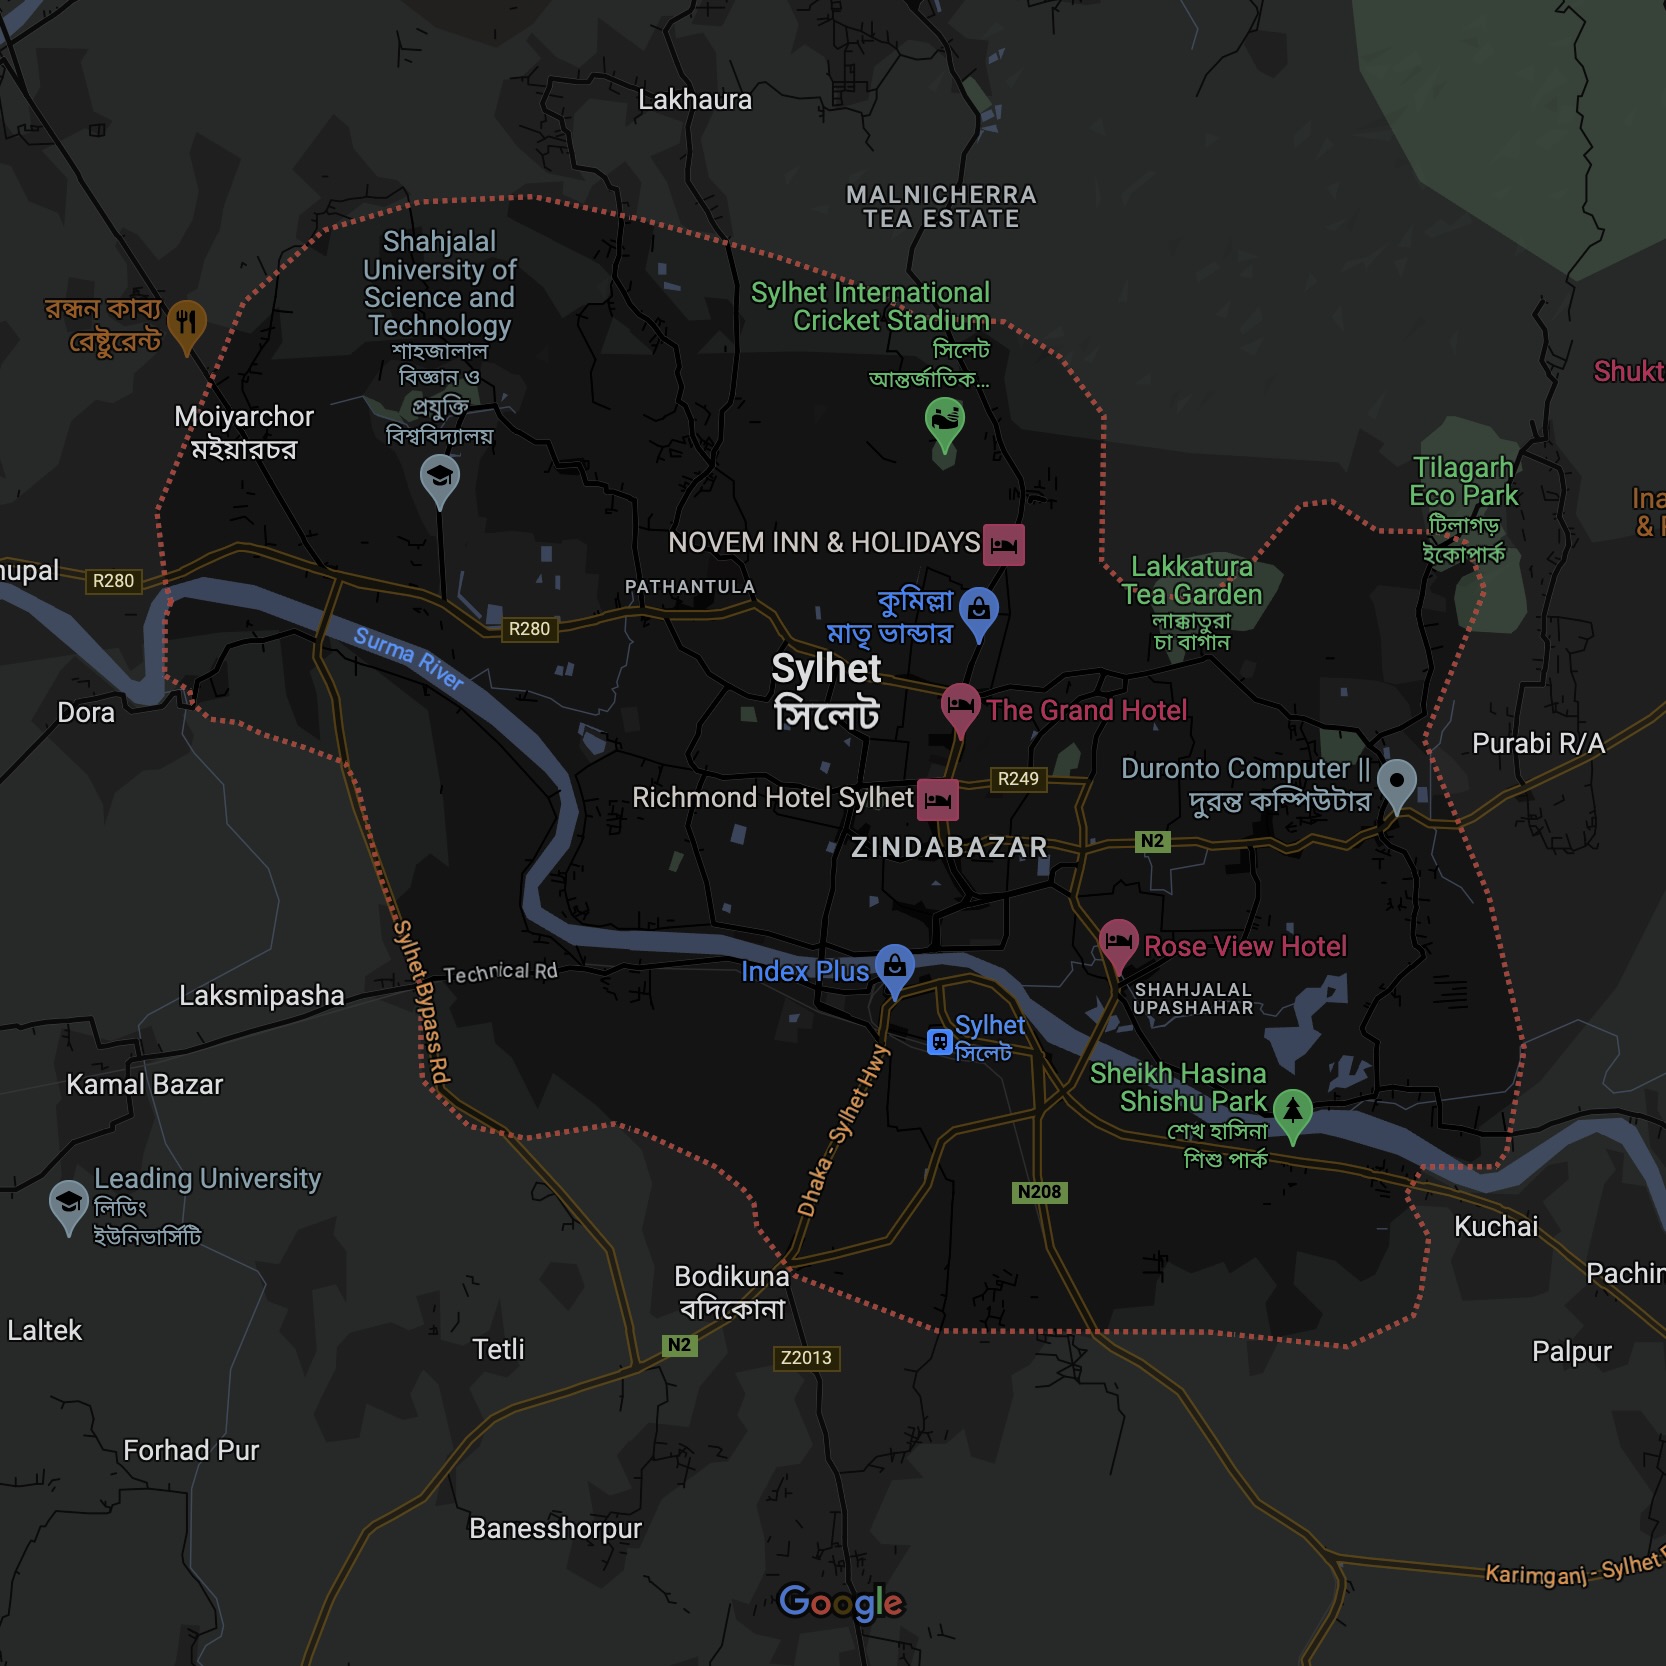 Lakhaura
MALNICHERRA
TEA ESTATE
Shahjalal
University of
Science and
Technology
শাহজালাল
বিজ্ঞান ও
প্রযুক্তি
বিশ্ববিদ্যালয়
Sylhet International
Cricket Stadium
সিলেট
আন্তর্জাতিক...
রন্ধন কাব্য
রেষ্টুরেন্ট
Shukt
Moiyarchor
মইয়ারচর
Tilagarh
Eco Park
টিলাগড়
ইকোপার্ক
Ina
& R
NOVEM INN & HOLIDAYS
nupal
R280
PATHANTULA
Lakkatura
Tea Garden
লাক্কাতুরা
চা বাগান
কুমিল্লা
মাতৃ ভান্ডার
R280
Surma River
Sylhet
সিলেট
Dora
The Grand Hotel
Purabi R/A
Duronto Computer ||
দুরন্ত কম্পিউটার
R249
Richmond Hotel Sylhet
ZINDABAZAR
N2
Sylhet Bypass Rd
Technical Rd
Rose View Hotel
Index Plus
Laksmipasha
SHAHJALAL
UPASHAHAR
Sylhet
সিলেট
Kamal Bazar
Dhaka - Sylhet Hwy
Sheikh Hasina
Shishu Park
শেখ হাসিনা
শিশু পার্ক
Leading University
লিডিং
ইউনিভার্সিটি
N208
Kuchai
Bodikuna
বদিকোনা
Pachin
Laltek
Tetli
N2
Z2013
Palpur
Forhad Pur
Banesshorpur
Karimganj - Sylhet
Google